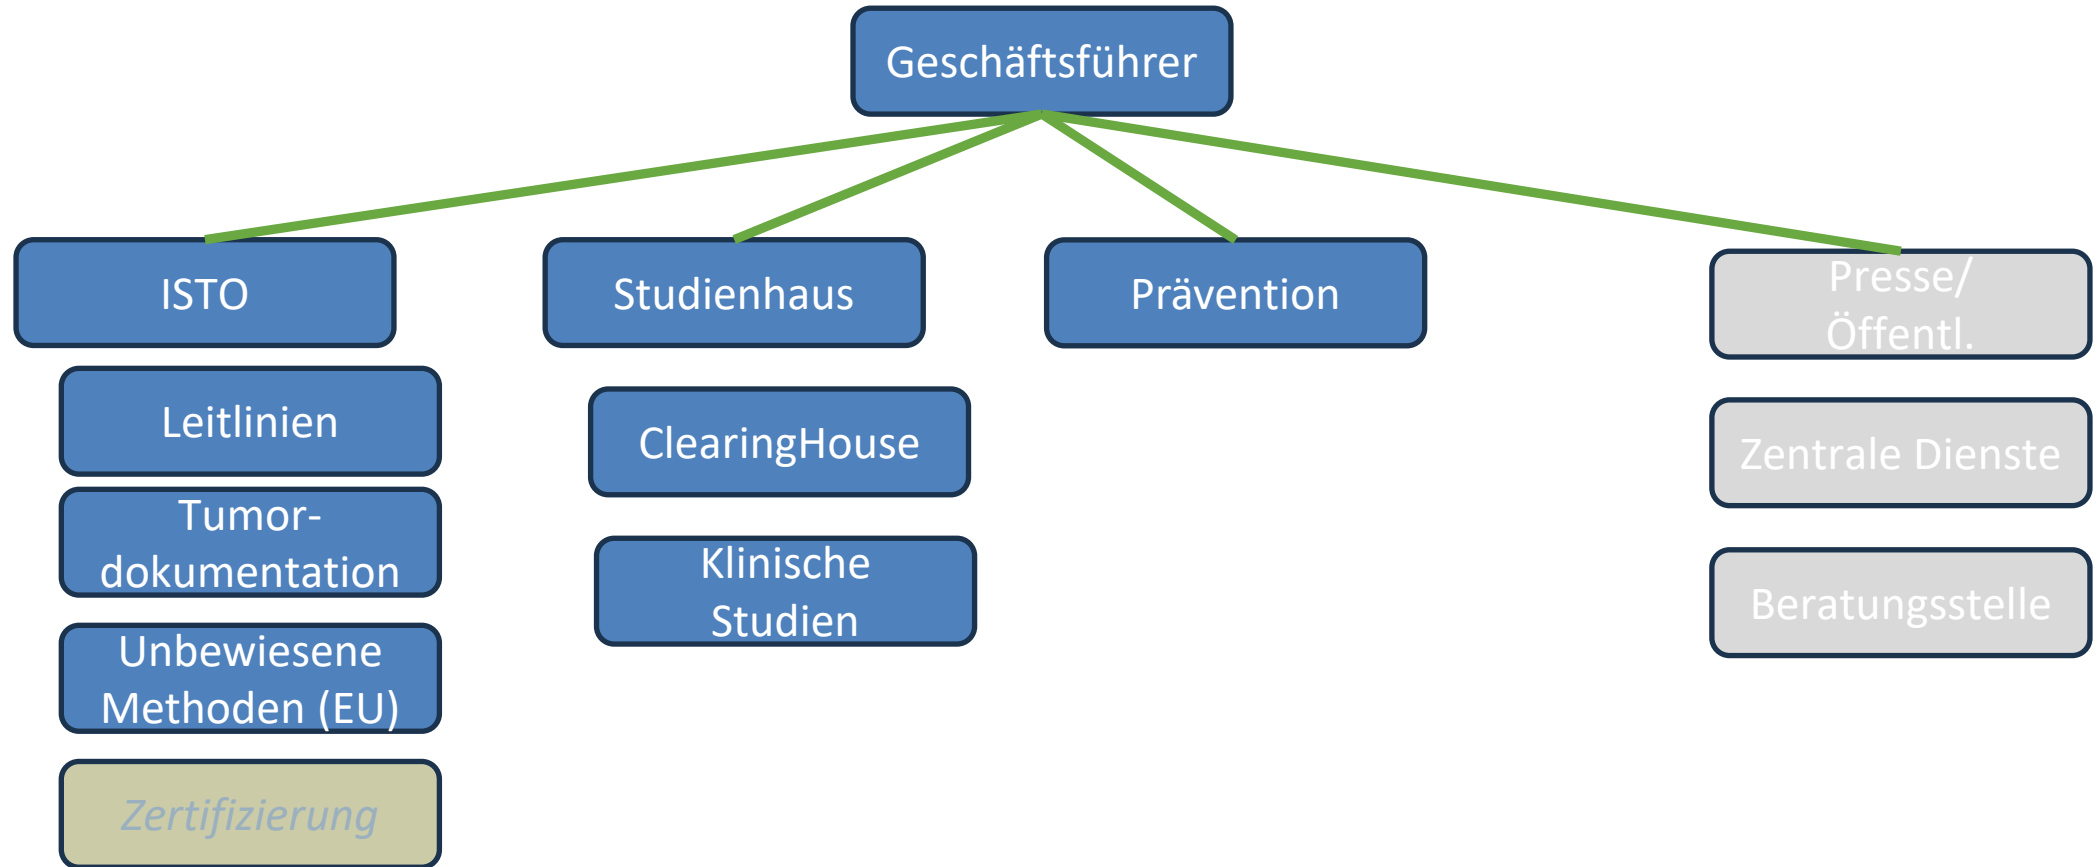 Geschäftsführer
ISTO
Studienhaus
Prävention
Presse/
Öffentl.
Leitlinien
ClearingHouse
Zentrale Dienste
Tumor-
dokumentation
Klinische
Studien
Beratungsstelle
Unbewiesene
Methoden (EU)
Zertifizierung